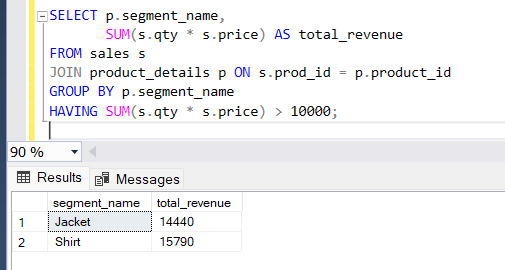 SELECT p.segment_name,
SUM(s.qty * s.price) AS total_revenue
FROM sales s
JOIN product_details p ON s.prod_id = p.product_id
GROUP BY p.segment_name
HAVING SUM(s.qty * s.price) > 10000;
90 %
Results Messages
segment_name total_revenue
1 Jacket 14440
2 Shirt 15790